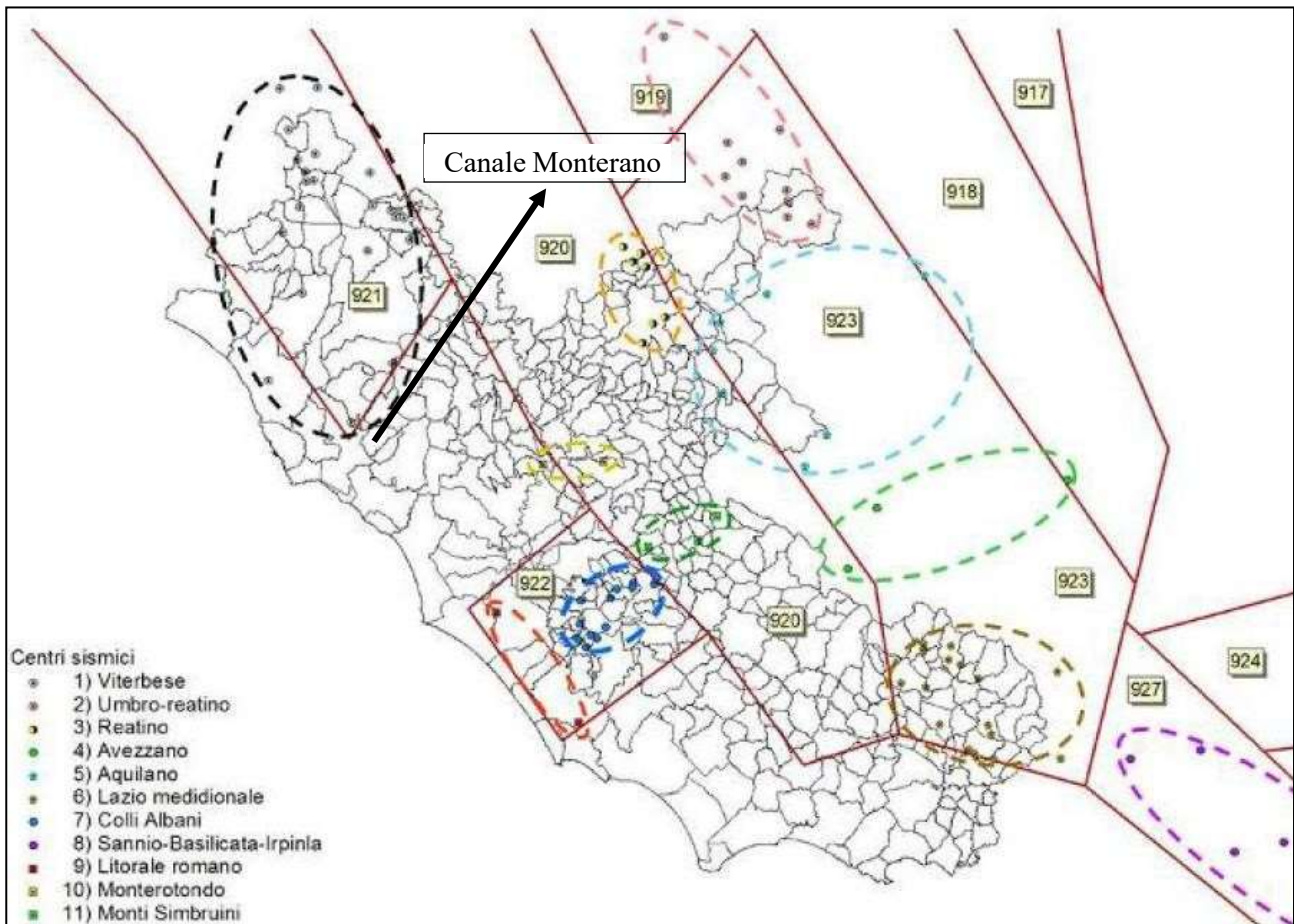 917
919
Canale Monterano
918
920
921
923
922
923
920
924
927
Centri sismici
1) Viterbese
2) Umbro-reatino
3) Reatino
4) Avezzano
5) Aquilano
6) Lazio medidionale
7) Colli Albani
8) Sannio-Basilicata-Irpinla
9) Litorale romano
10) Monterotondo
11) Monti Simbruini